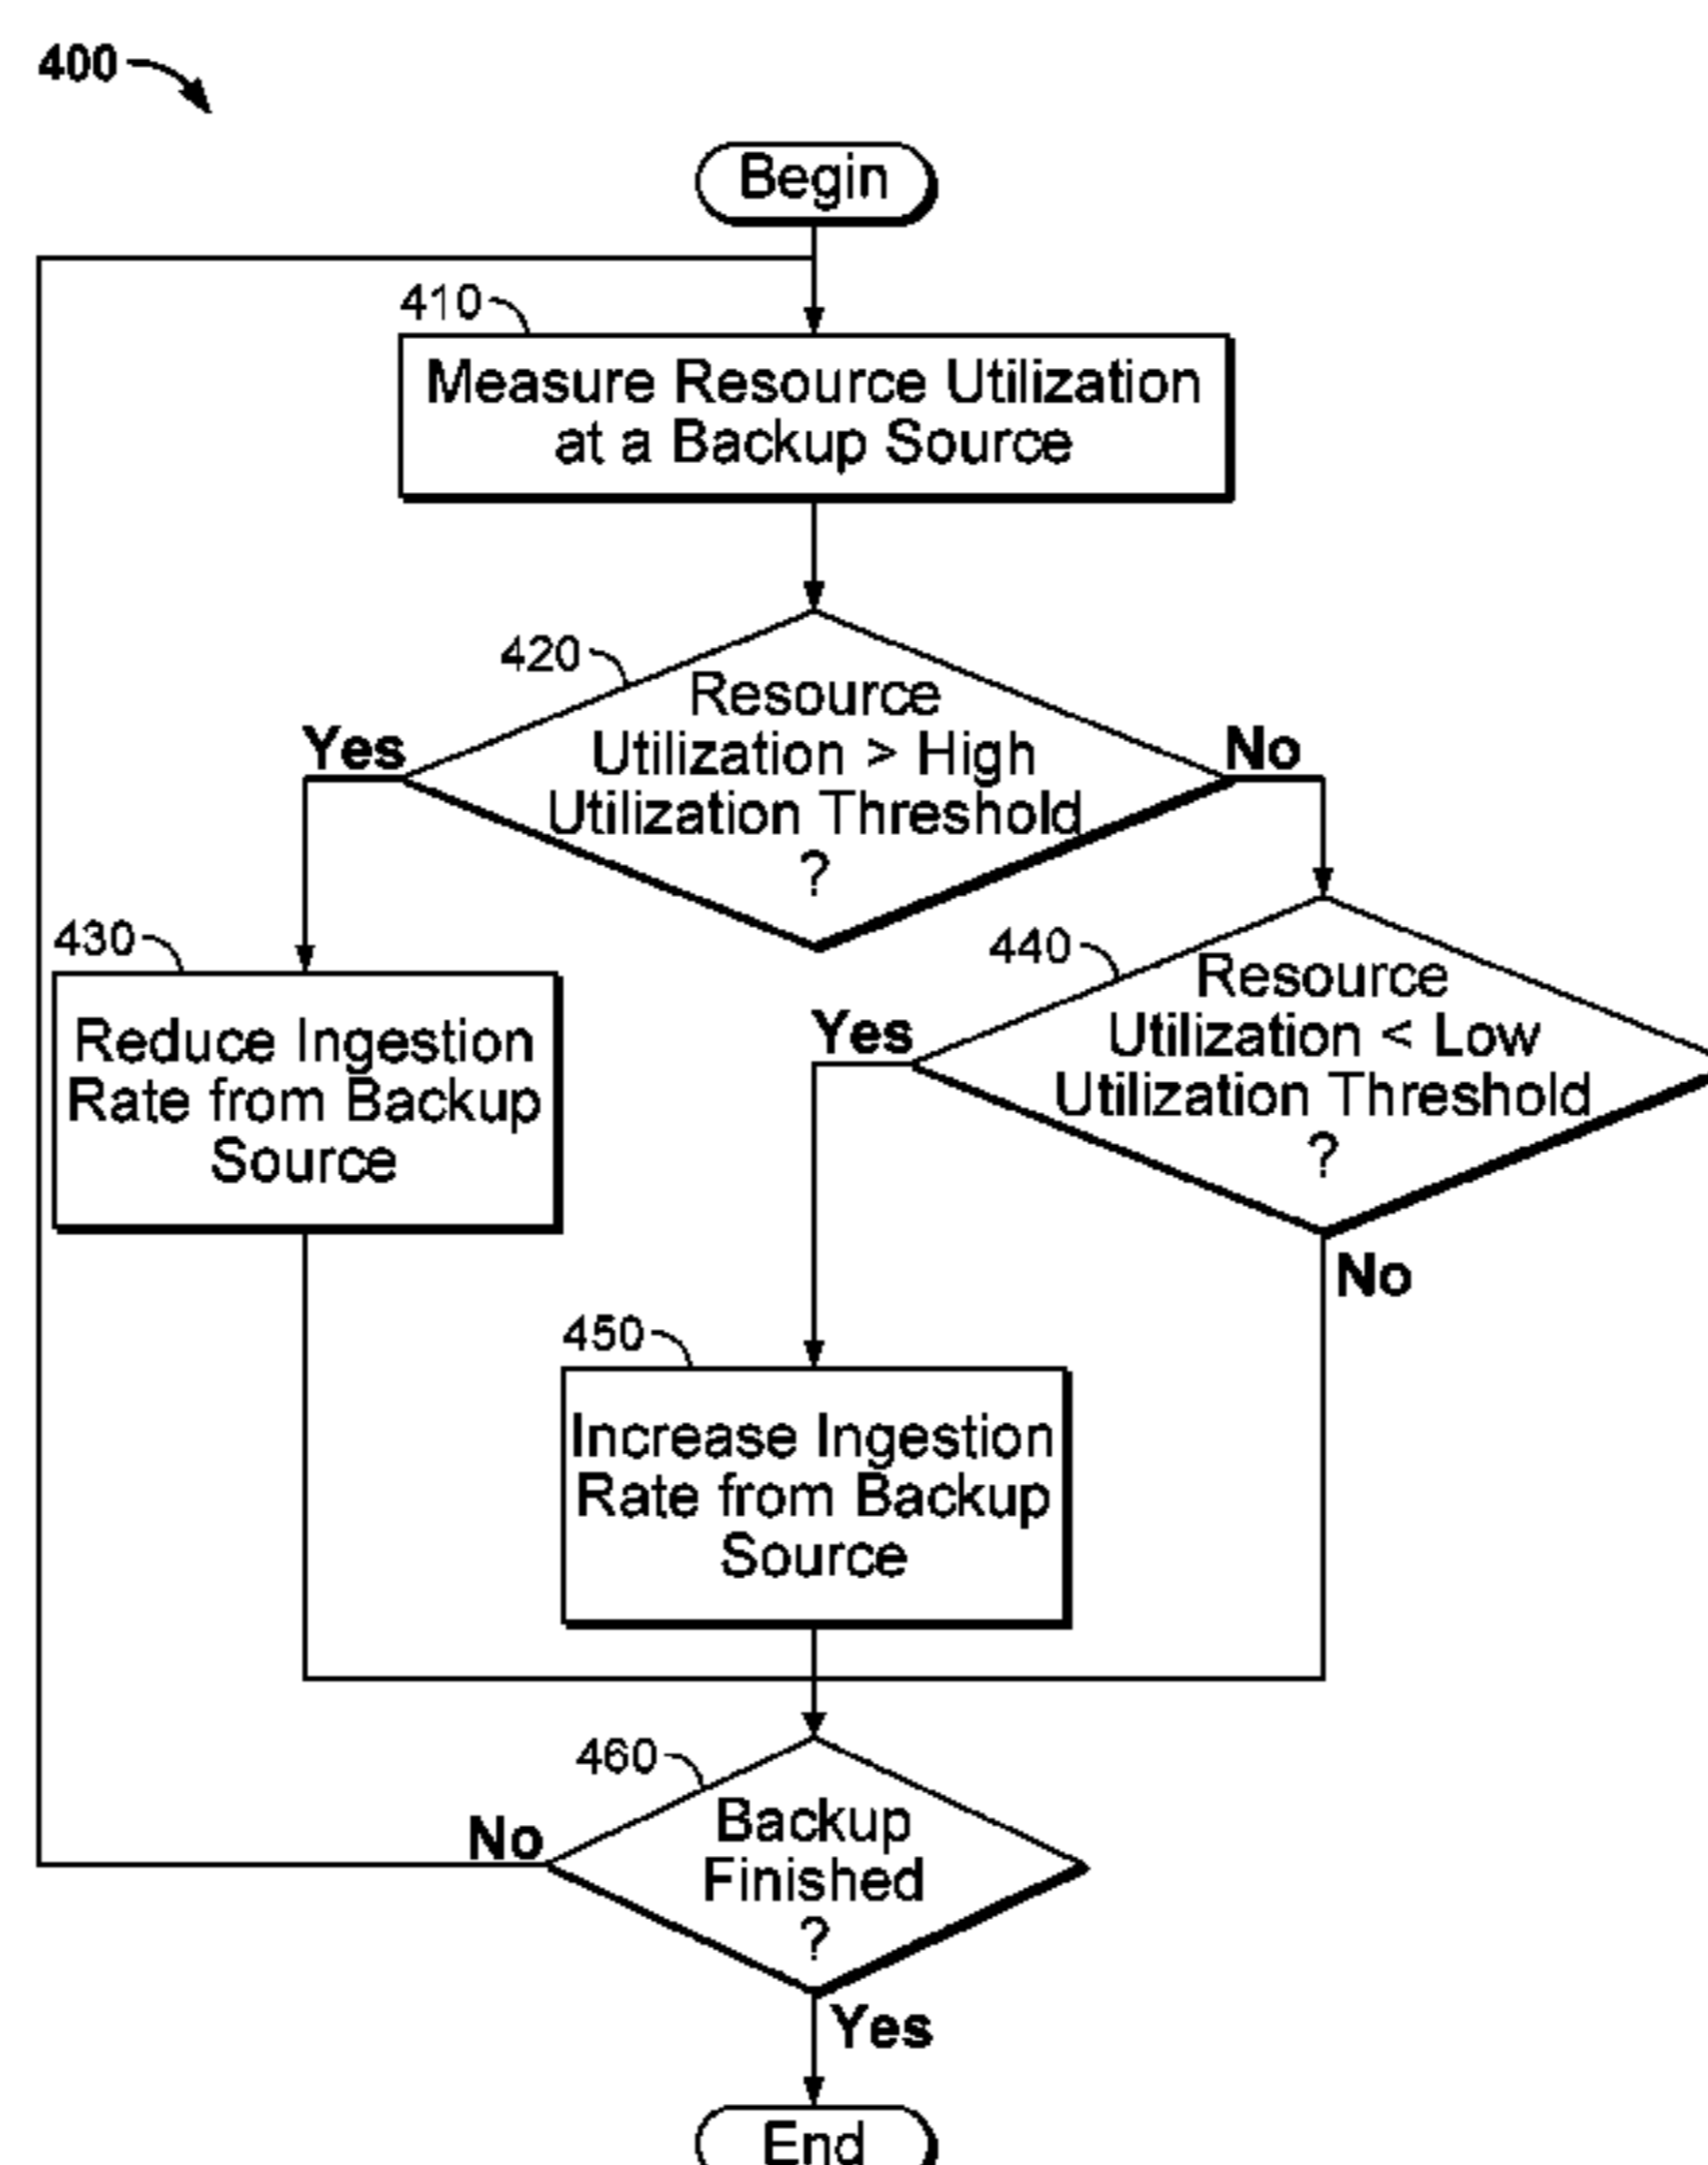 400
Begin
410
Measure Resource Utilization
at a Backup Source
420
Resource
Utilization > High
Utilization Threshold
?
Yes
No
430
Reduce Ingestion
Rate from Backup
Source
440
Resource
Utilization < Low
Utilization Threshold
?
Yes
No
450
Increase Ingestion
Rate from Backup
Source
460
Backup
Finished
?
No
Yes
End